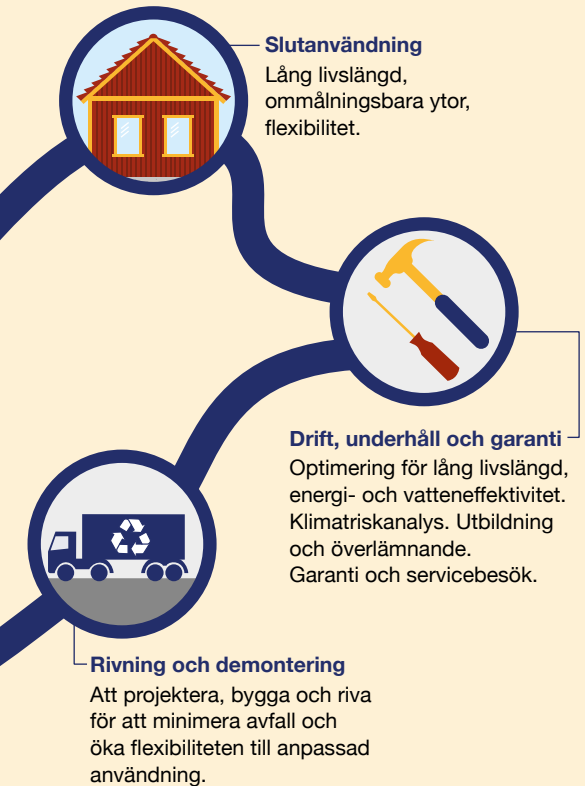 Slutanvändning
Lång livslängd,
ommålningsbara ytor,
flexibilitet.
Drift, underhåll och garanti
Optimering för lång livslängd,
energi- och vatteneffektivitet.
Klimatriskanalys. Utbildning
och överlämnande.
Garanti och servicebesök.
Rivning och demontering
Att projektera, bygga och riva
för att minimera avfall och
öka flexibiliteten till anpassad
användning.